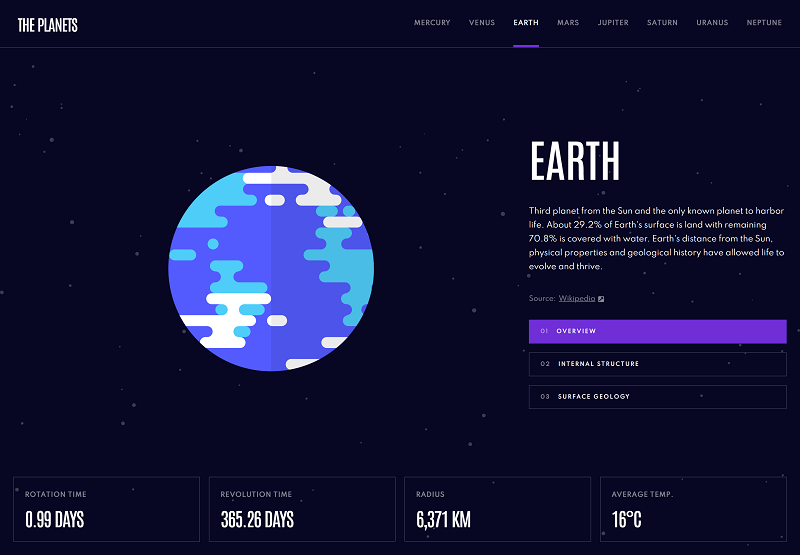 THE PLANETS
MERCURY VENUS EARTH MARS JUPITER SATURN URANUS NEPTUNE
EARTH
Third planet from the Sun and the only known planet to harbor
life. About 29.2% of Earth's surface is land with remaining
70.8% is covered with water. Earth's distance from the Sun,
physical properties and geological history have allowed life to
evolve and thrive.
Source: Wikipedia
01 OVERVIEW
02 INTERNAL STRUCTURE
03 SURFACE GEOLOGY
ROTATION TIME
0.99 DAYS
REVOLUTION TIME
365.26 DAYS
RADIUS
6,371 KM
AVERAGE TEMP.
16°C